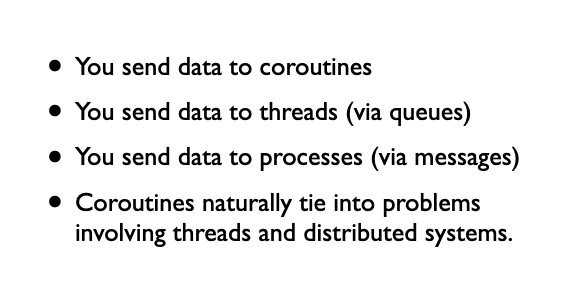 • You send data to coroutines
• You send data to threads (via queues)
• You send data to processes (via messages)
• Coroutines naturally tie into problems
involving threads and distributed systems.